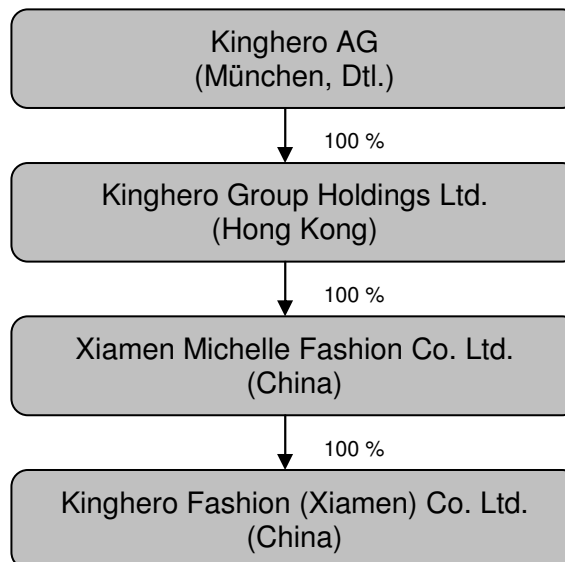 Kinghero AG
(München, Dtl.)
100 %
Kinghero Group Holdings Ltd.
(Hong Kong)
100 %
Xiamen Michelle Fashion Co. Ltd.
(China)
100 %
Kinghero Fashion (Xiamen) Co. Ltd.
(China)